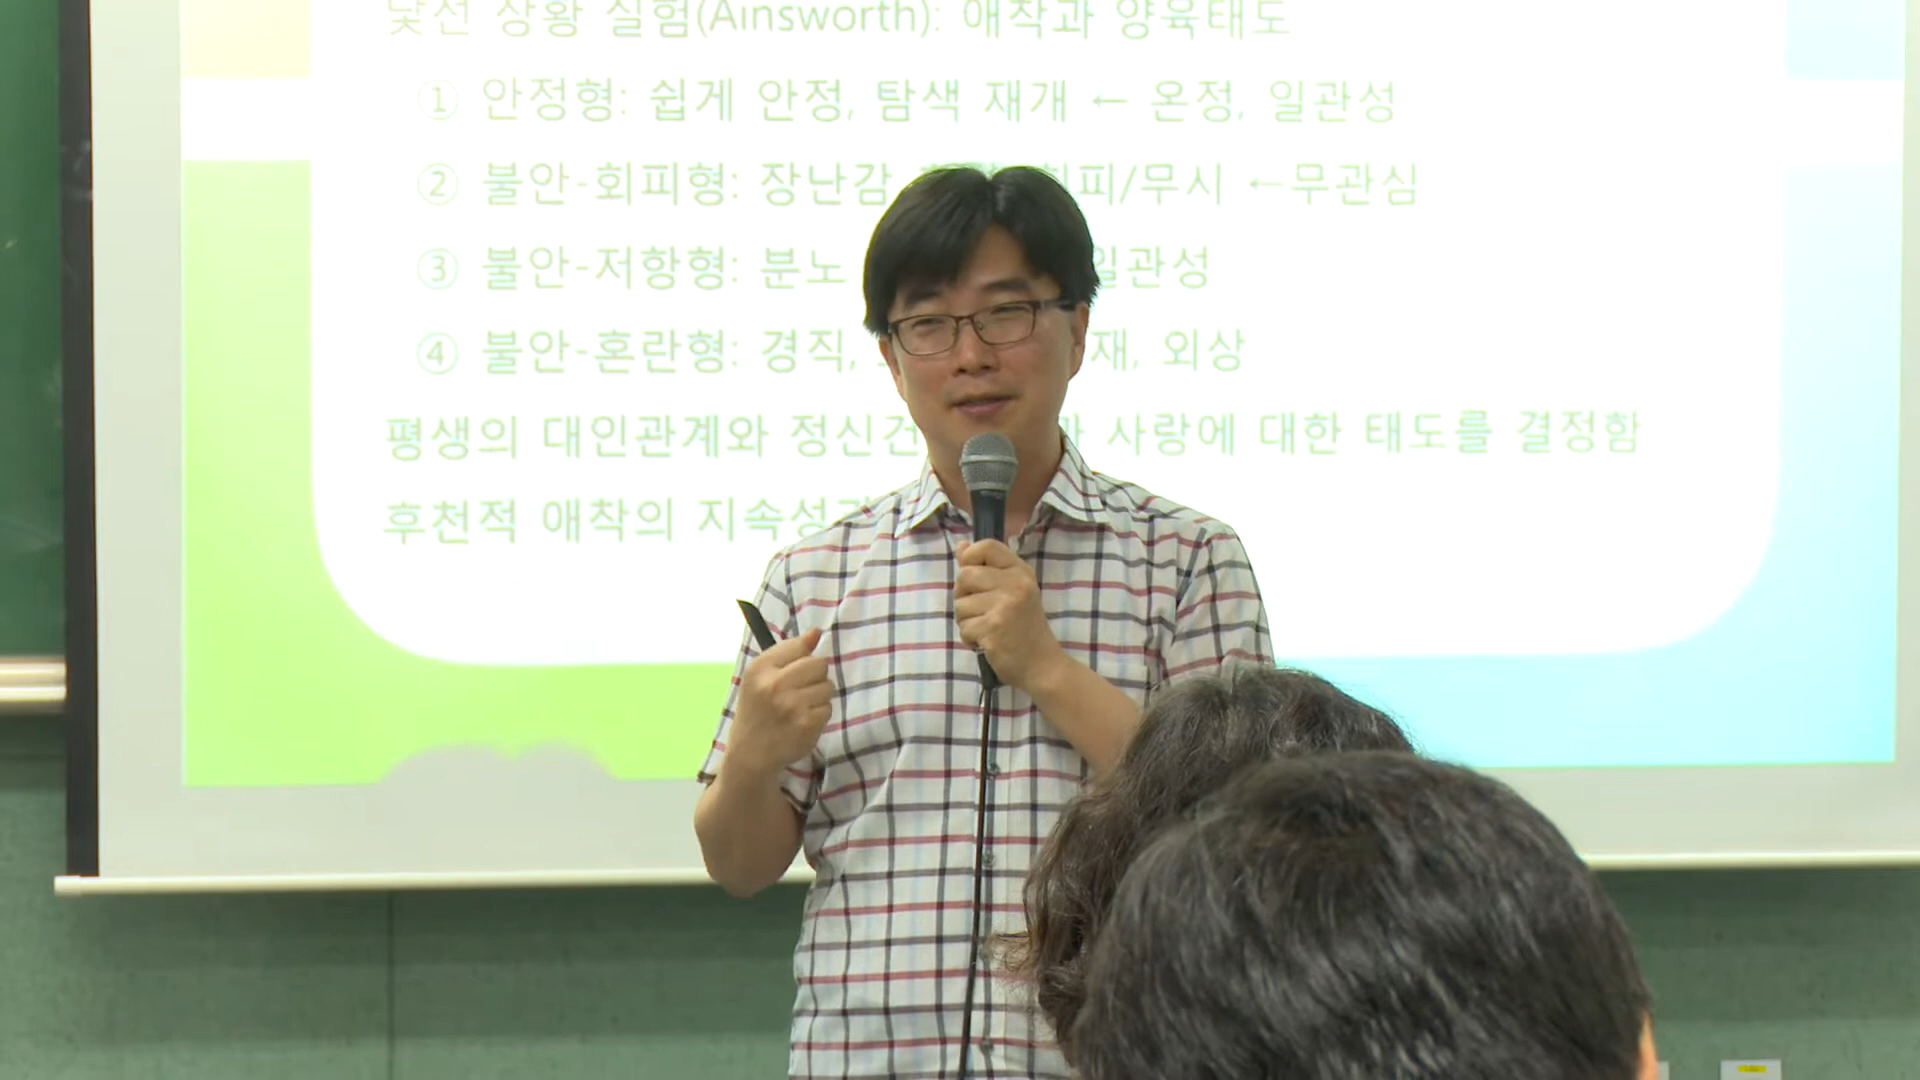 낯선 상황 실험(Ainsworth): 애착과 양육태도
① 안정형: 쉽게 안정, 탐색 재개 ← 온정, 일관성
② 불안-회피형: 장난감 회피/무시 ←무관심
③ 불안-저항형: 분노 일관성
④ 불안-혼란형: 경직, 재, 외상
평생의 대인관계와 정신건 사랑에 대한 태도를 결정함
후천적 애착의 지속성